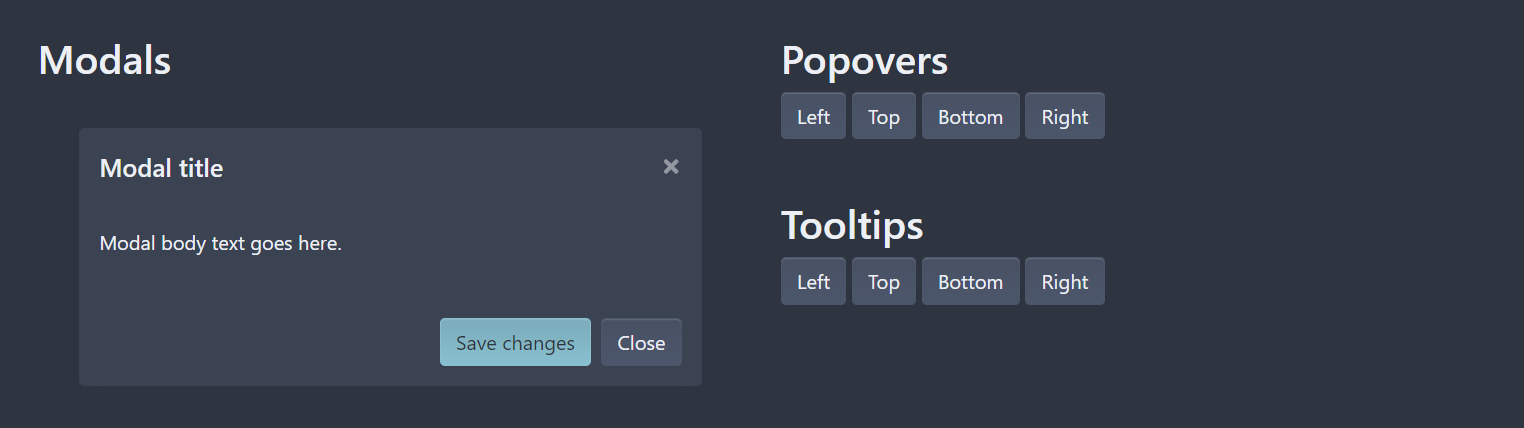 Modals
Modal title
Modal body text goes here.
Save changes Close
Popovers
Left Top Bottom Right
Tooltips
Left Top Bottom Right